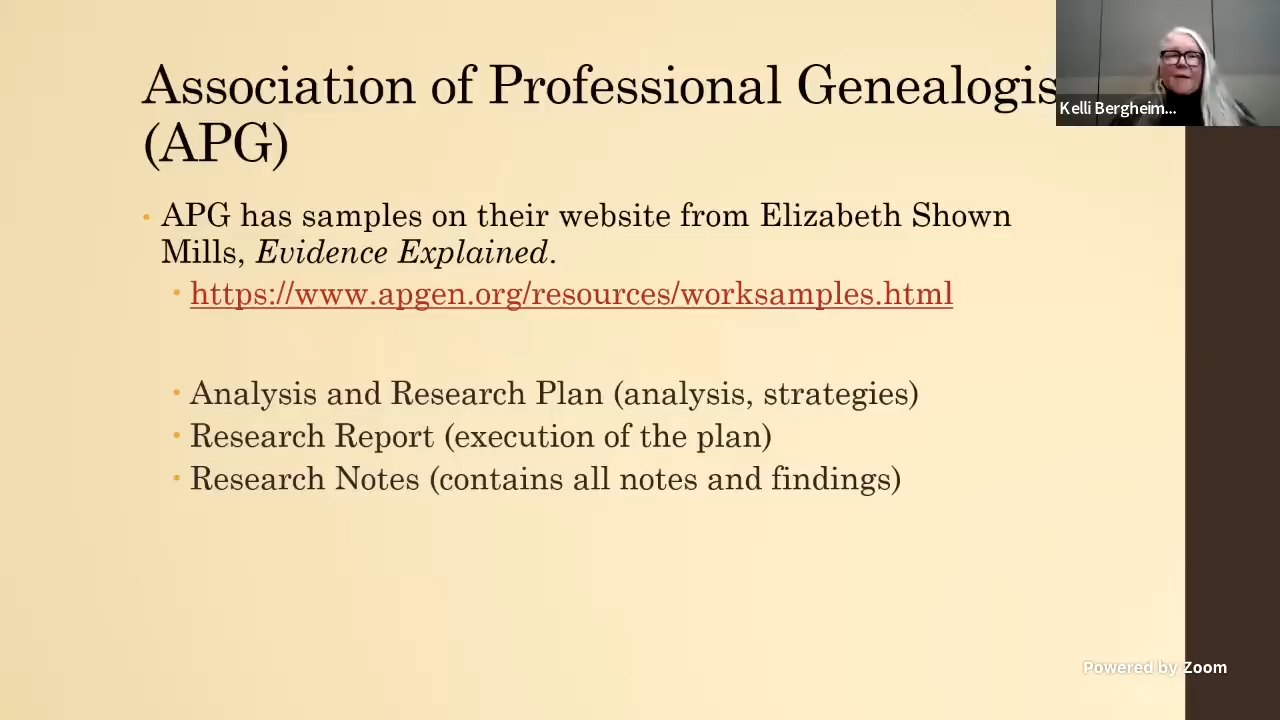 Association of Professional Genealogis
(APG)
Kelli Bergheim...
• APG has samples on their website from Elizabeth Shown
Mills, Evidence Explained.
• https://www.apgen.org/resources/worksamples.html
• Analysis and Research Plan (analysis, strategies)
• Research Report (execution of the plan)
• Research Notes (contains all notes and findings)
Powered by Zoom